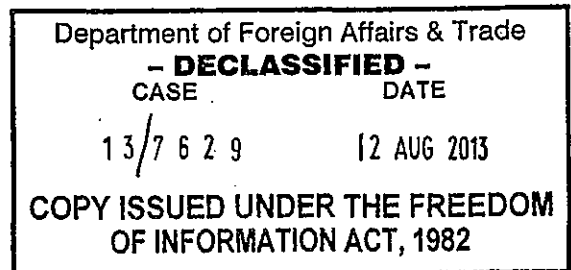 Department of Foreign Affairs & Trade
– DECLASSIFIED –
CASE DATE
13/7629 12 AUG 2013
COPY ISSUED UNDER THE FREEDOM
OF INFORMATION ACT, 1982